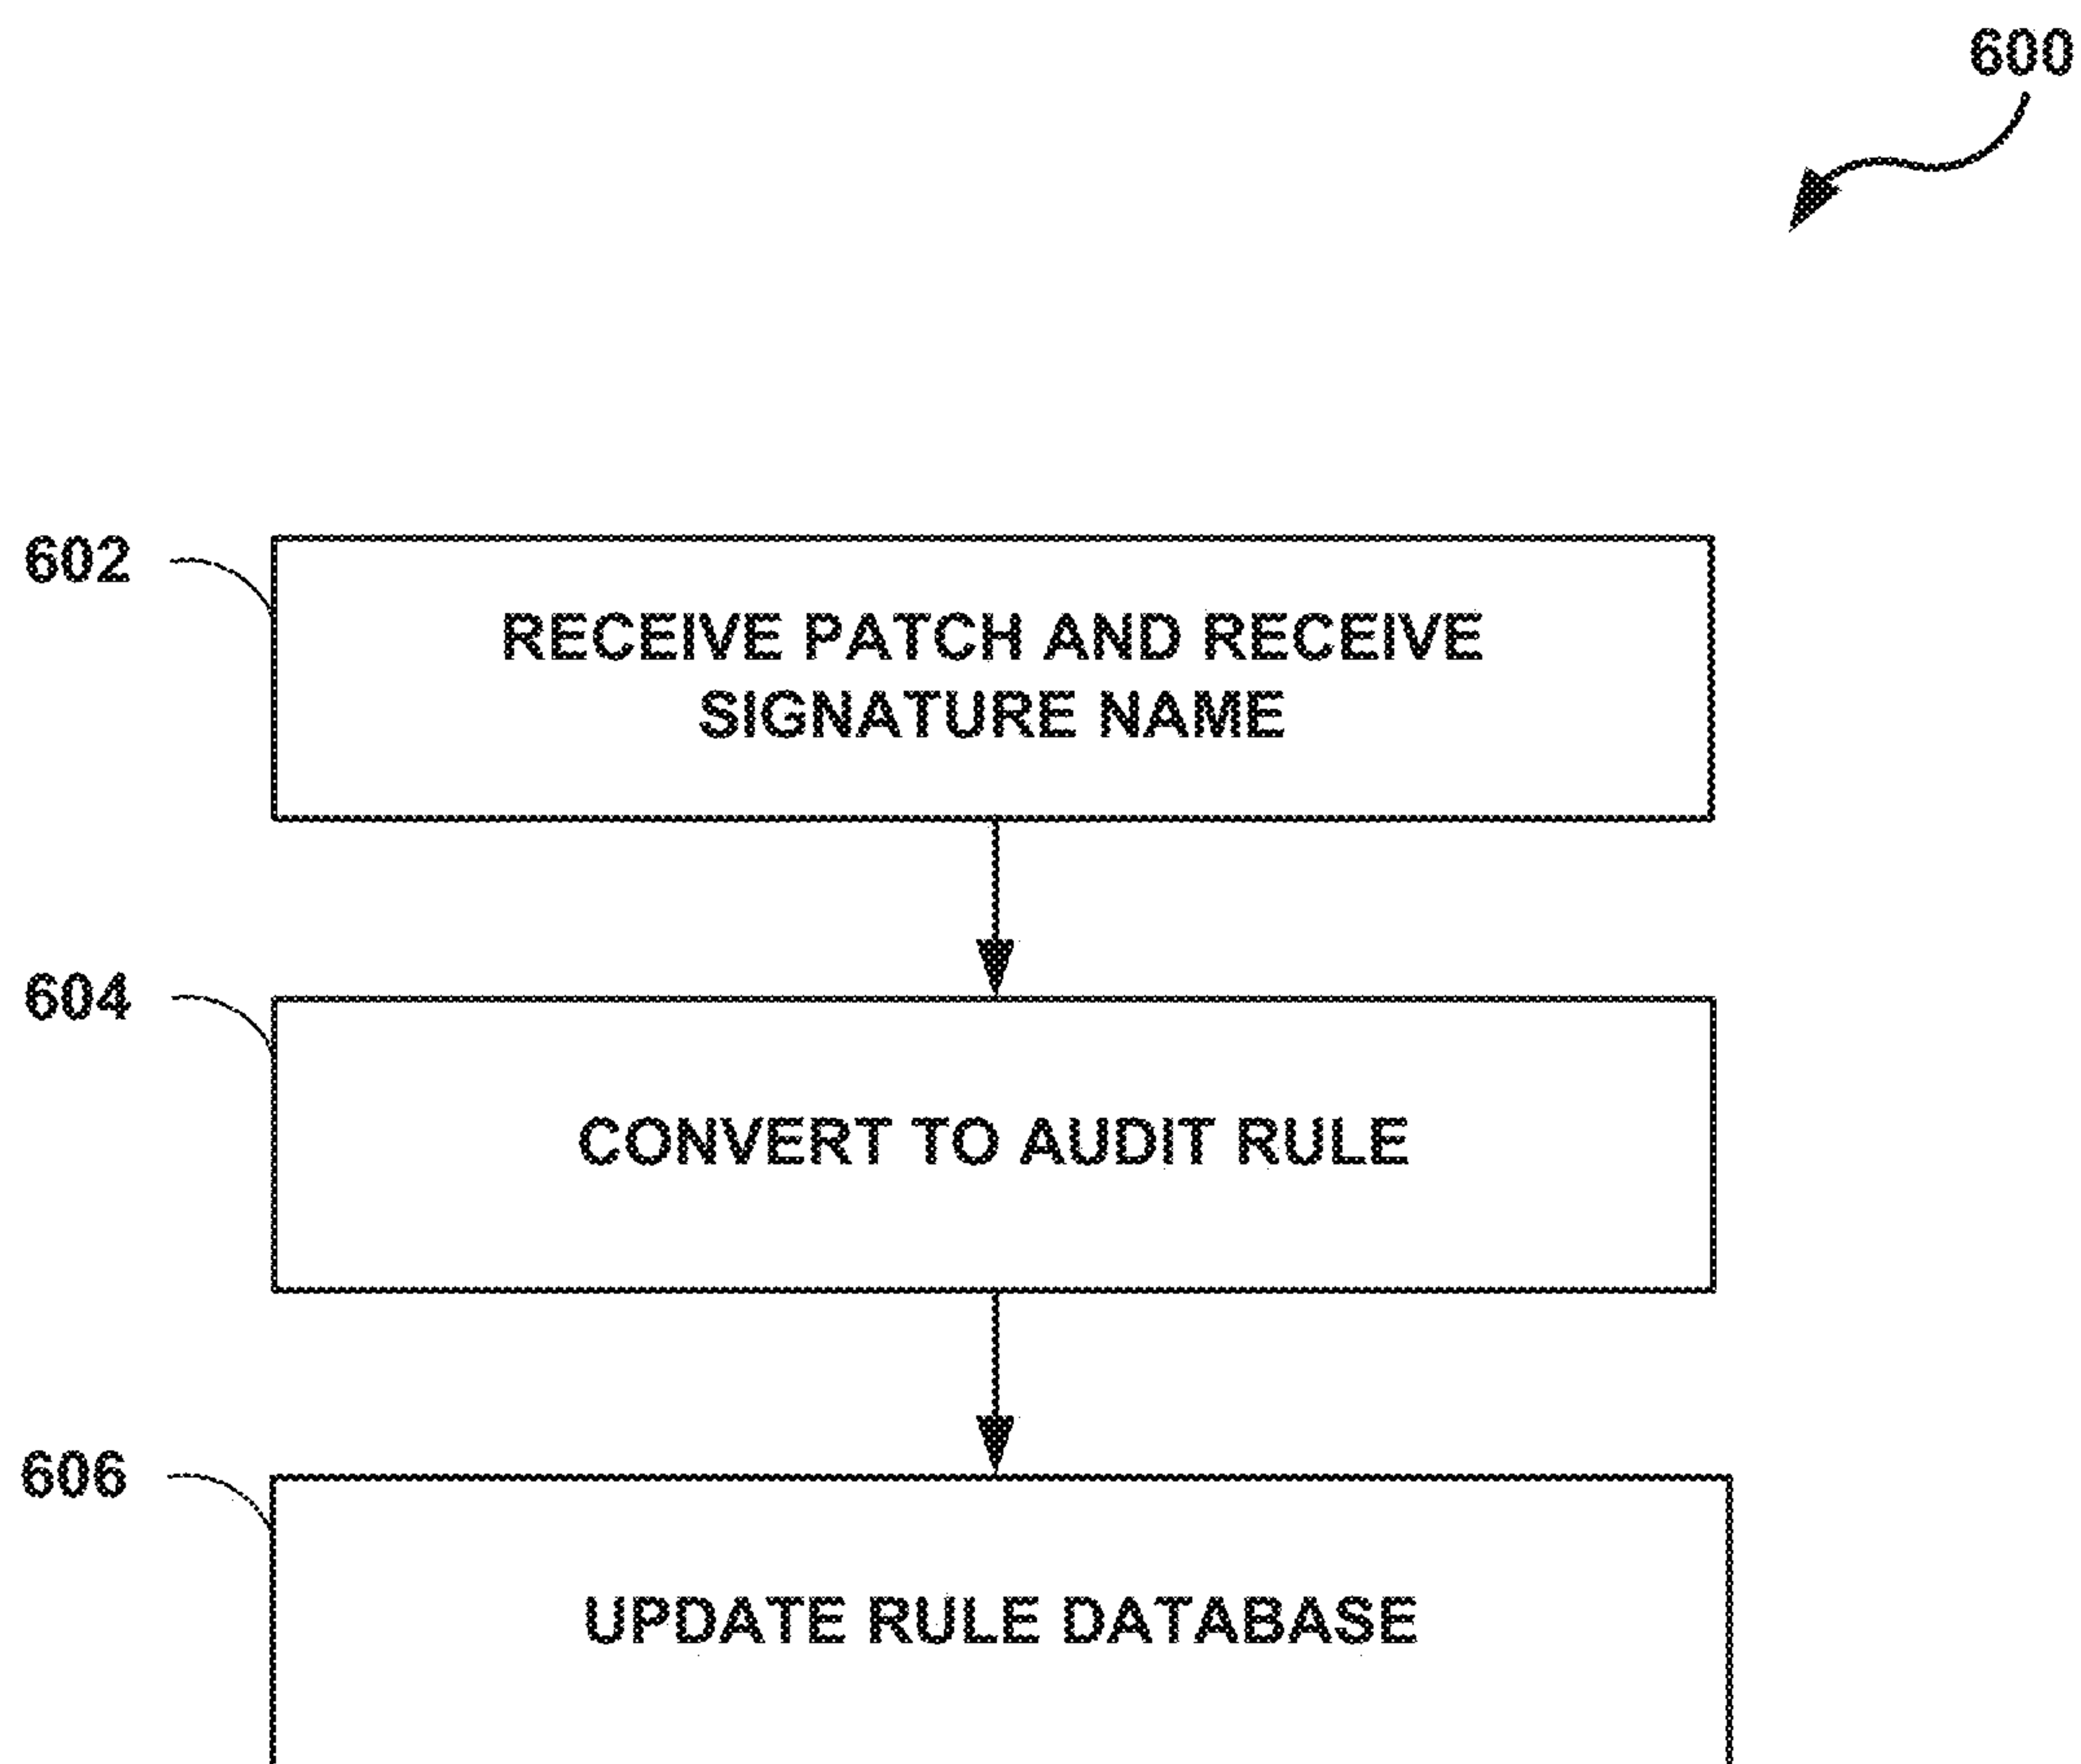 600
602
RECEIVE PATCH AND RECEIVE
SIGNATURE NAME
604
CONVERT TO AUDIT RULE
606
UPDATE RULE DATABASE